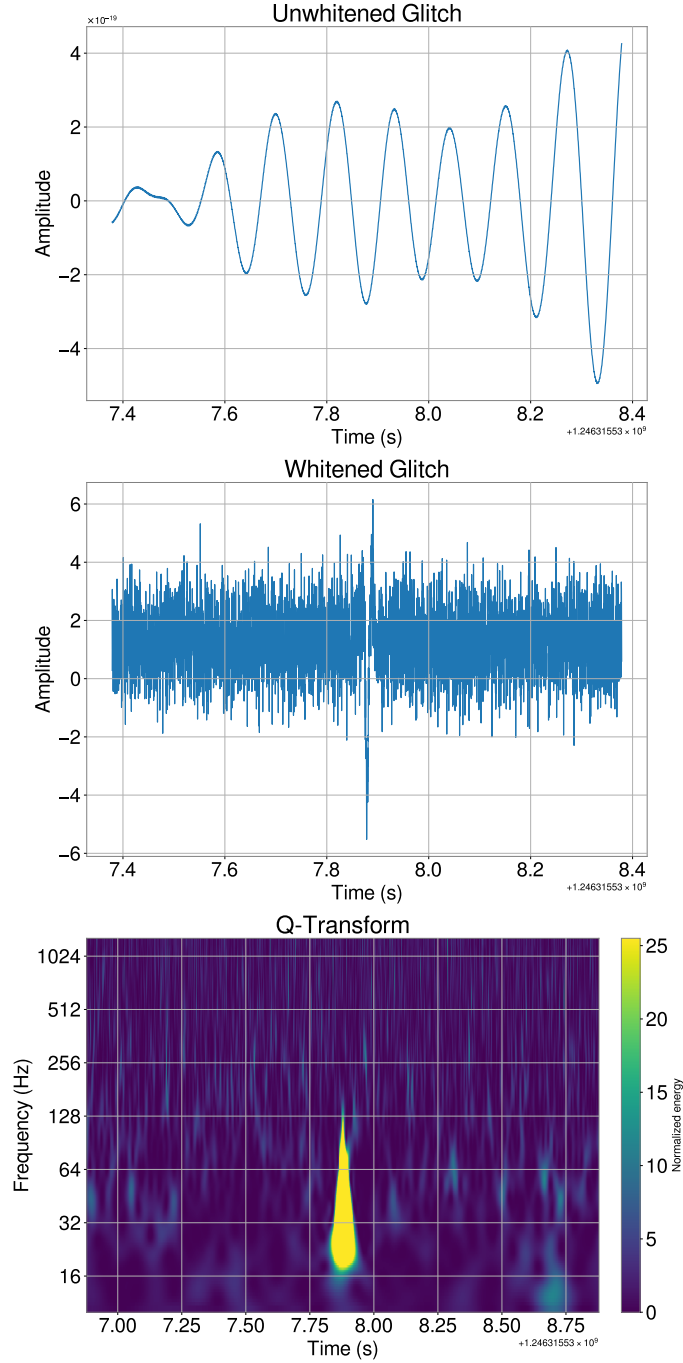 Unwhitened Glitch
×10⁻¹⁹
4
2
0
−2
−4
Amplitude
7.4 7.6 7.8 8.0 8.2 8.4
Time (s)
+1.24631553 × 10⁹
Whitened Glitch
6
4
2
0
−2
−4
−6
Amplitude
7.4 7.6 7.8 8.0 8.2 8.4
Time (s)
+1.24631553 × 10⁹
Q-Transform
1024
512
256
128
64
32
16
Frequency (Hz)
7.00 7.25 7.50 7.75 8.00 8.25 8.50 8.75
Time (s)
+1.24631553 × 10⁹
25
20
15
10
5
0
Normalized energy